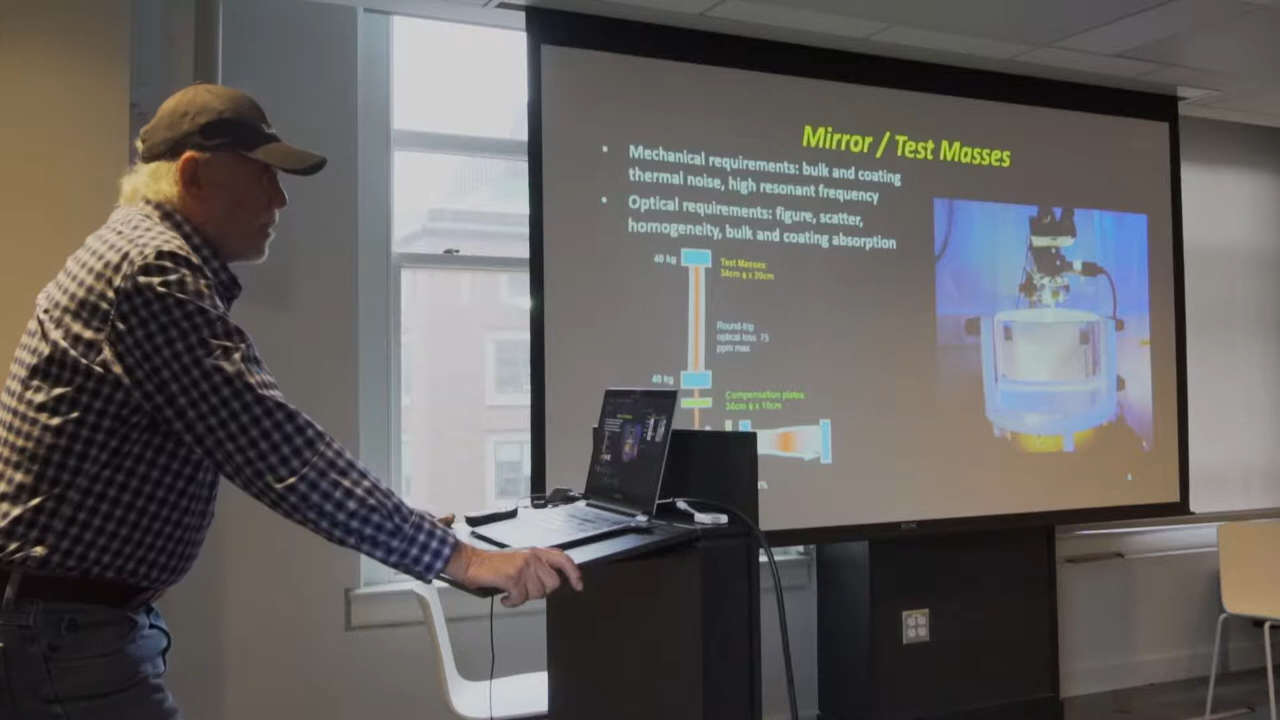 Mirror / Test Masses
• Mechanical requirements: bulk and coating
thermal noise, high resonant frequency
• Optical requirements: figure, scatter,
homogeneity, bulk and coating absorption
40 kg
Test Masses:
34cm ϕ x 20cm
Round-trip
optical loss: 75
ppm max
40 kg
Compensation plates:
34cm ϕ x 10cm